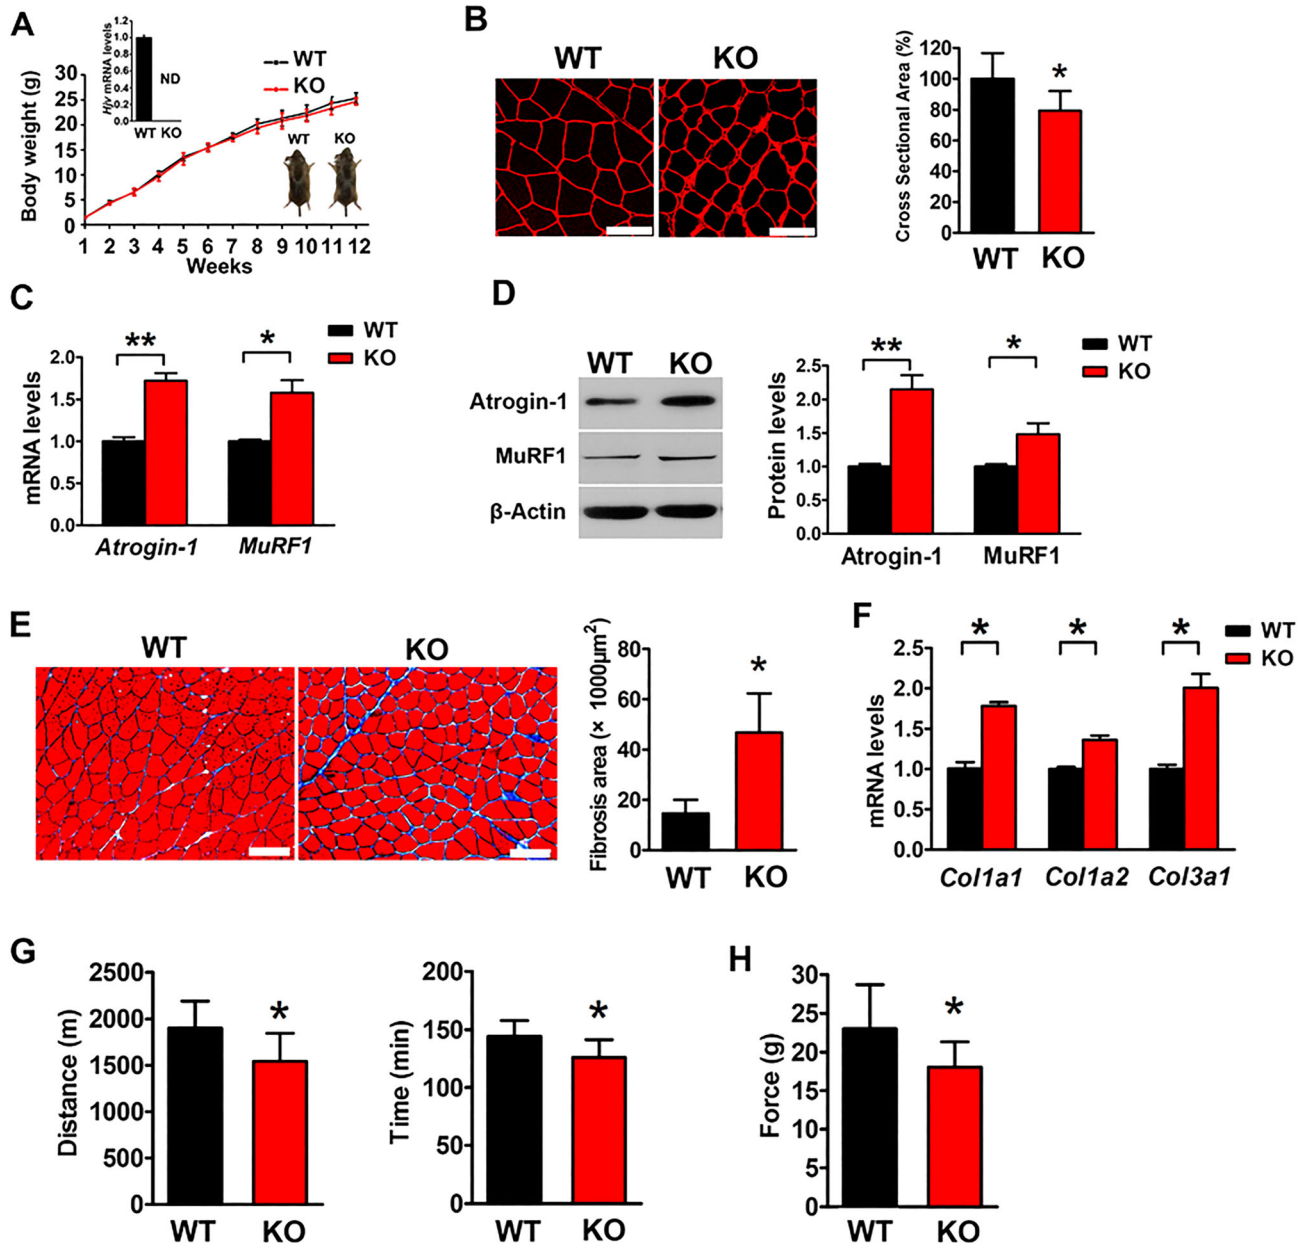 A
Hjv mRNA levels
1.2
1.0
0.8
0.6
0.4
0.2
0.0
ND
WT KO
WT
KO
Body weight (g)
30
25
20
15
10
5
0
WT KO
1 2 3 4 5 6 7 8 9 10 11 12
Weeks
B
WT KO
Cross Sectional Area (%)
120
100
80
60
40
20
0
*
WT KO
C
mRNA levels
2.0
1.5
1.0
0.5
0.0
** *
WT
KO
Atrogin-1 MuRF1
D
WT KO
Atrogin-1
MuRF1
β-Actin
Protein levels
2.5
2.0
1.5
1.0
0.5
0.0
** *
WT
KO
Atrogin-1 MuRF1
E
WT KO
Fibrosis area (× 1000μm²)
80
60
40
20
0
*
WT KO
F
mRNA levels
2.5
2.0
1.5
1.0
0.5
0.0
* * *
WT
KO
Col1a1 Col1a2 Col3a1
G
Distance (m)
2500
2000
1500
1000
500
0
*
WT KO
Time (min)
200
150
100
50
0
*
WT KO
H
Force (g)
30
25
20
15
10
5
0
*
WT KO